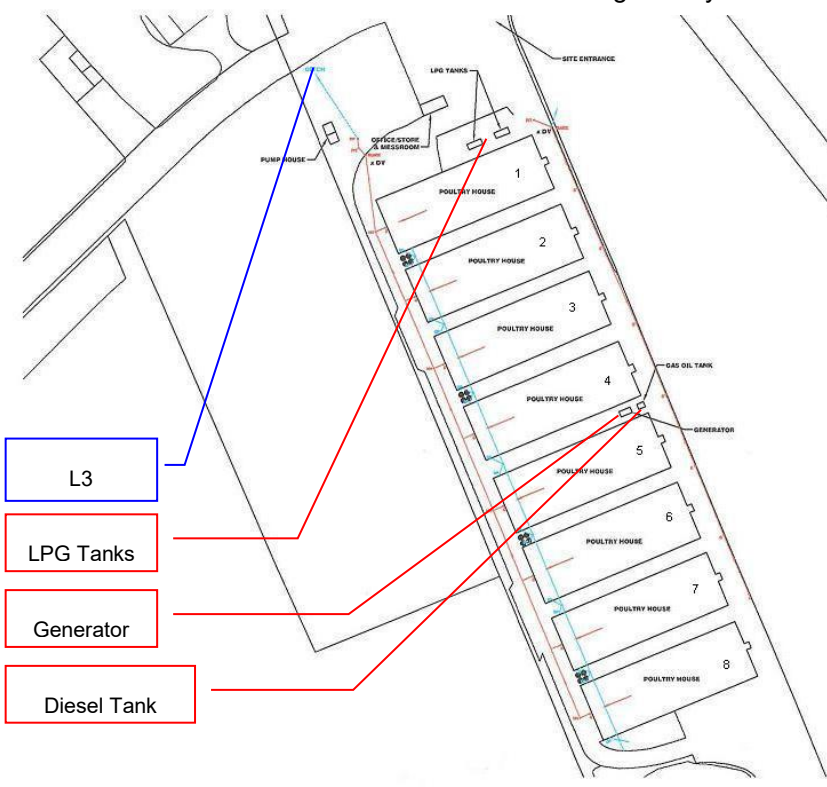 SITE ENTRANCE
LPG TANKS
OFFICE/STORE
& MESSROOM
PUMP HOUSE
x DY
x DY
1
POULTRY HOUSE
2
POULTRY HOUSE
3
POULTRY HOUSE
4
POULTRY HOUSE
GAS OIL TANK
GENERATOR
5
POULTRY HOUSE
6
POULTRY HOUSE
7
POULTRY HOUSE
8
POULTRY HOUSE
L3
LPG Tanks
Generator
Diesel Tank